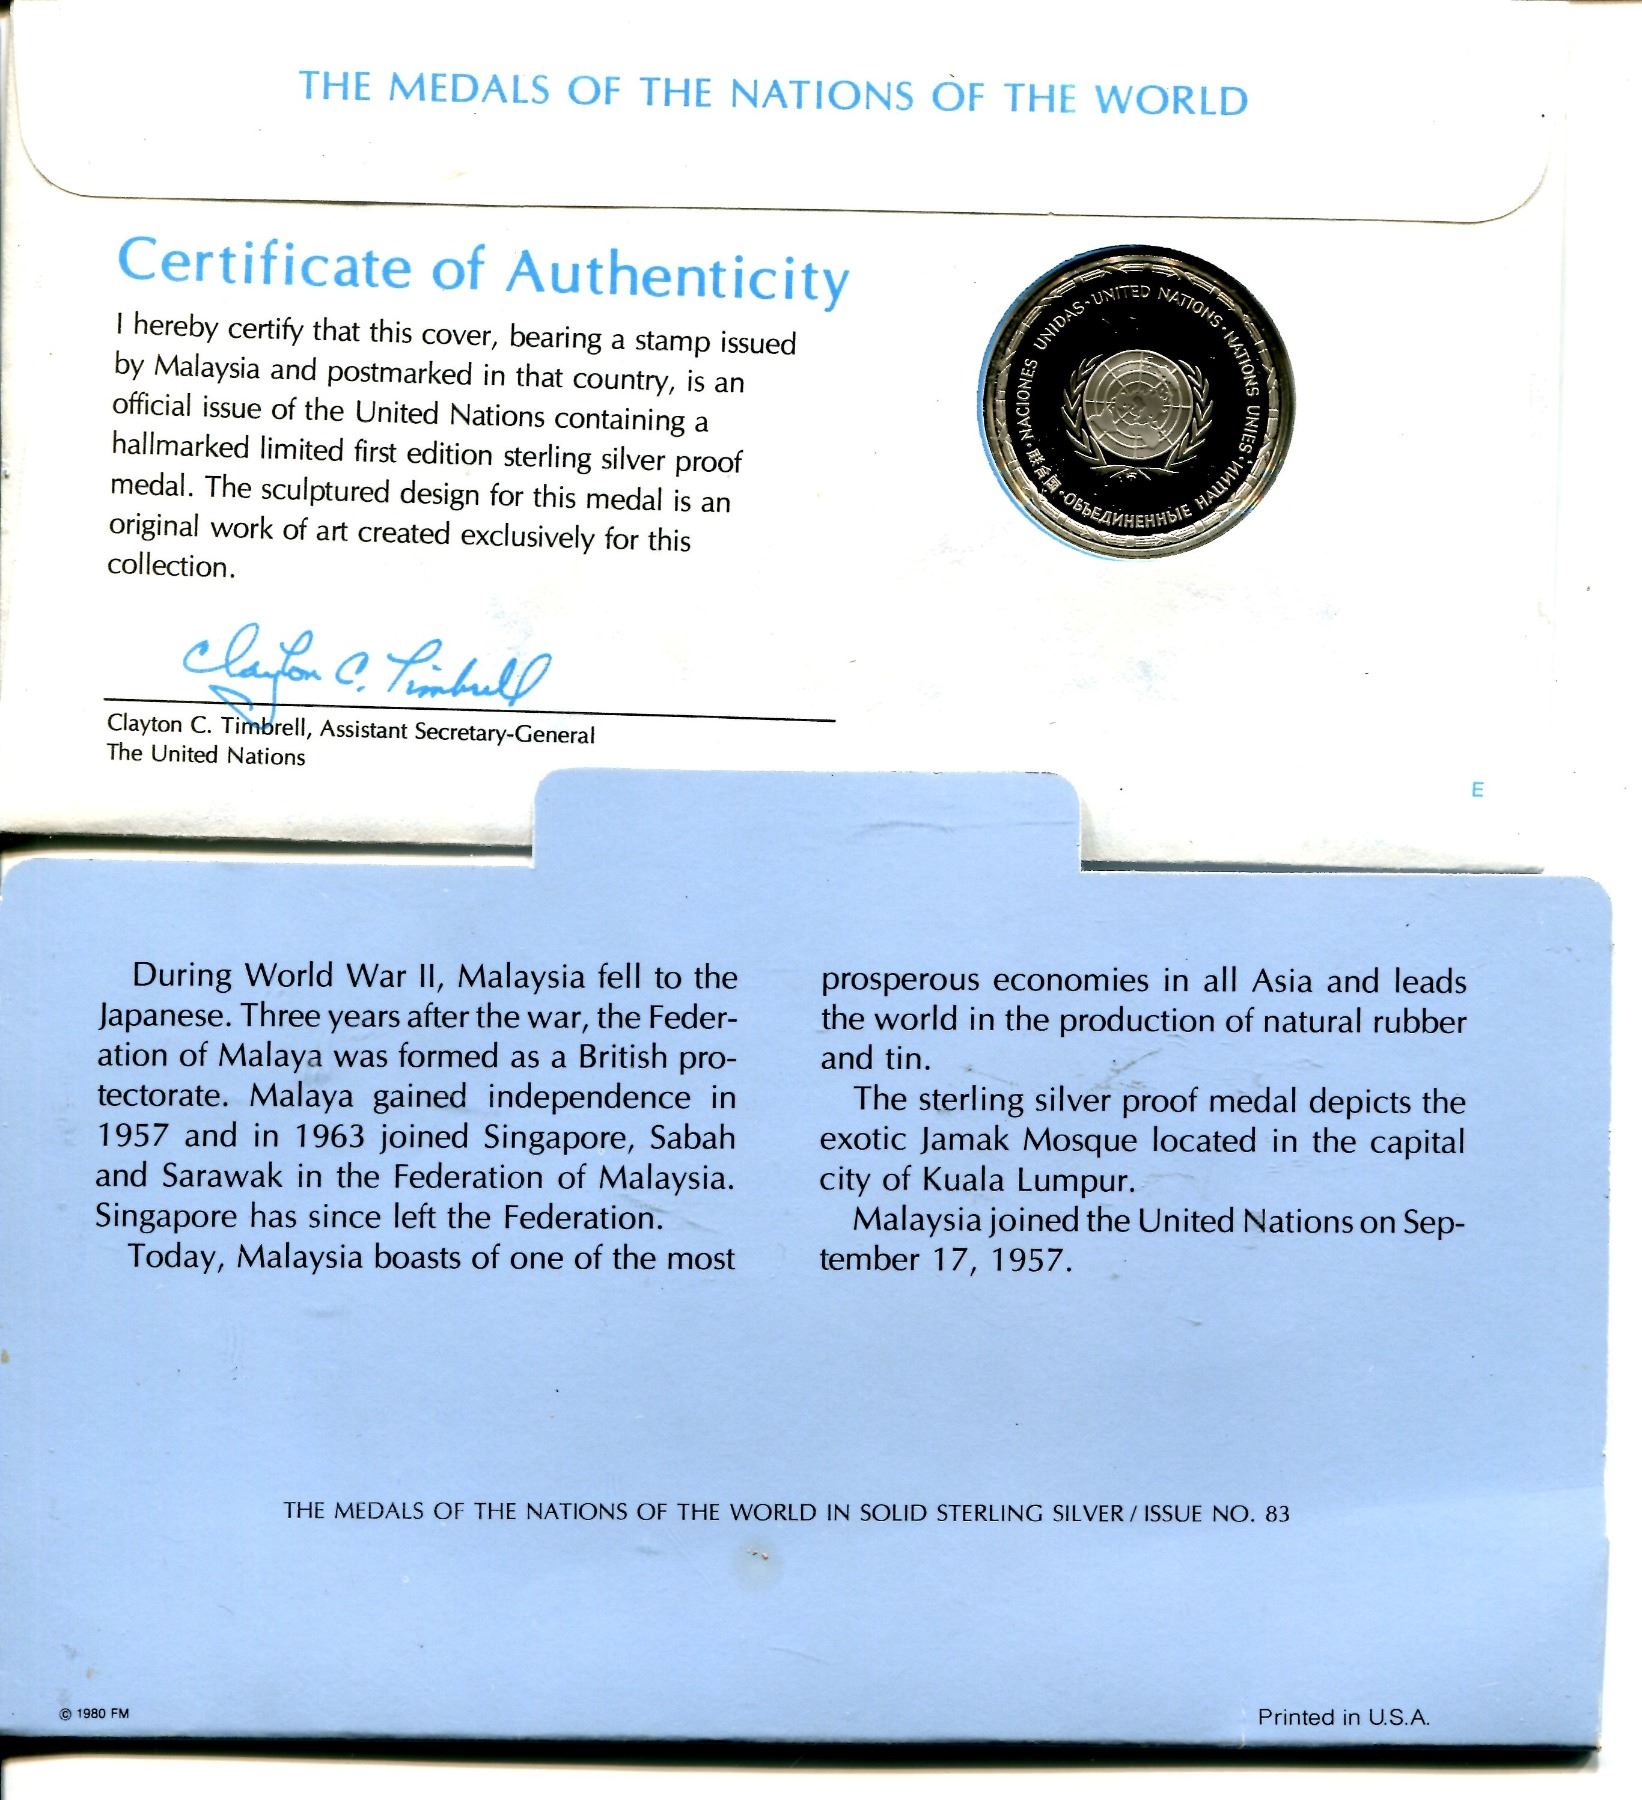 THE MEDALS OF THE NATIONS OF THE WORLD
Certificate of Authenticity
I hereby certify that this cover, bearing a stamp issued
by Malaysia and postmarked in that country, is an
official issue of the United Nations containing a
hallmarked limited first edition sterling silver proof
medal. The sculptured design for this medal is an
original work of art created exclusively for this
collection.
Clayton C. Timbrell
Clayton C. Timbrell, Assistant Secretary-General
The United Nations
UNITED NATIONS · NATIONS UNIES · ОБЪЕДИНЕННЫЕ НАЦИИ · 联合国 · NACIONES UNIDAS ·
E
During World War II, Malaysia fell to the
Japanese. Three years after the war, the Feder-
ation of Malaya was formed as a British pro-
tectorate. Malaya gained independence in
1957 and in 1963 joined Singapore, Sabah
and Sarawak in the Federation of Malaysia.
Singapore has since left the Federation.
Today, Malaysia boasts of one of the most
prosperous economies in all Asia and leads
the world in the production of natural rubber
and tin.
The sterling silver proof medal depicts the
exotic Jamak Mosque located in the capital
city of Kuala Lumpur.
Malaysia joined the United Nations on Sep-
tember 17, 1957.
THE MEDALS OF THE NATIONS OF THE WORLD IN SOLID STERLING SILVER / ISSUE NO. 83
© 1980 FM
Printed in U.S.A.